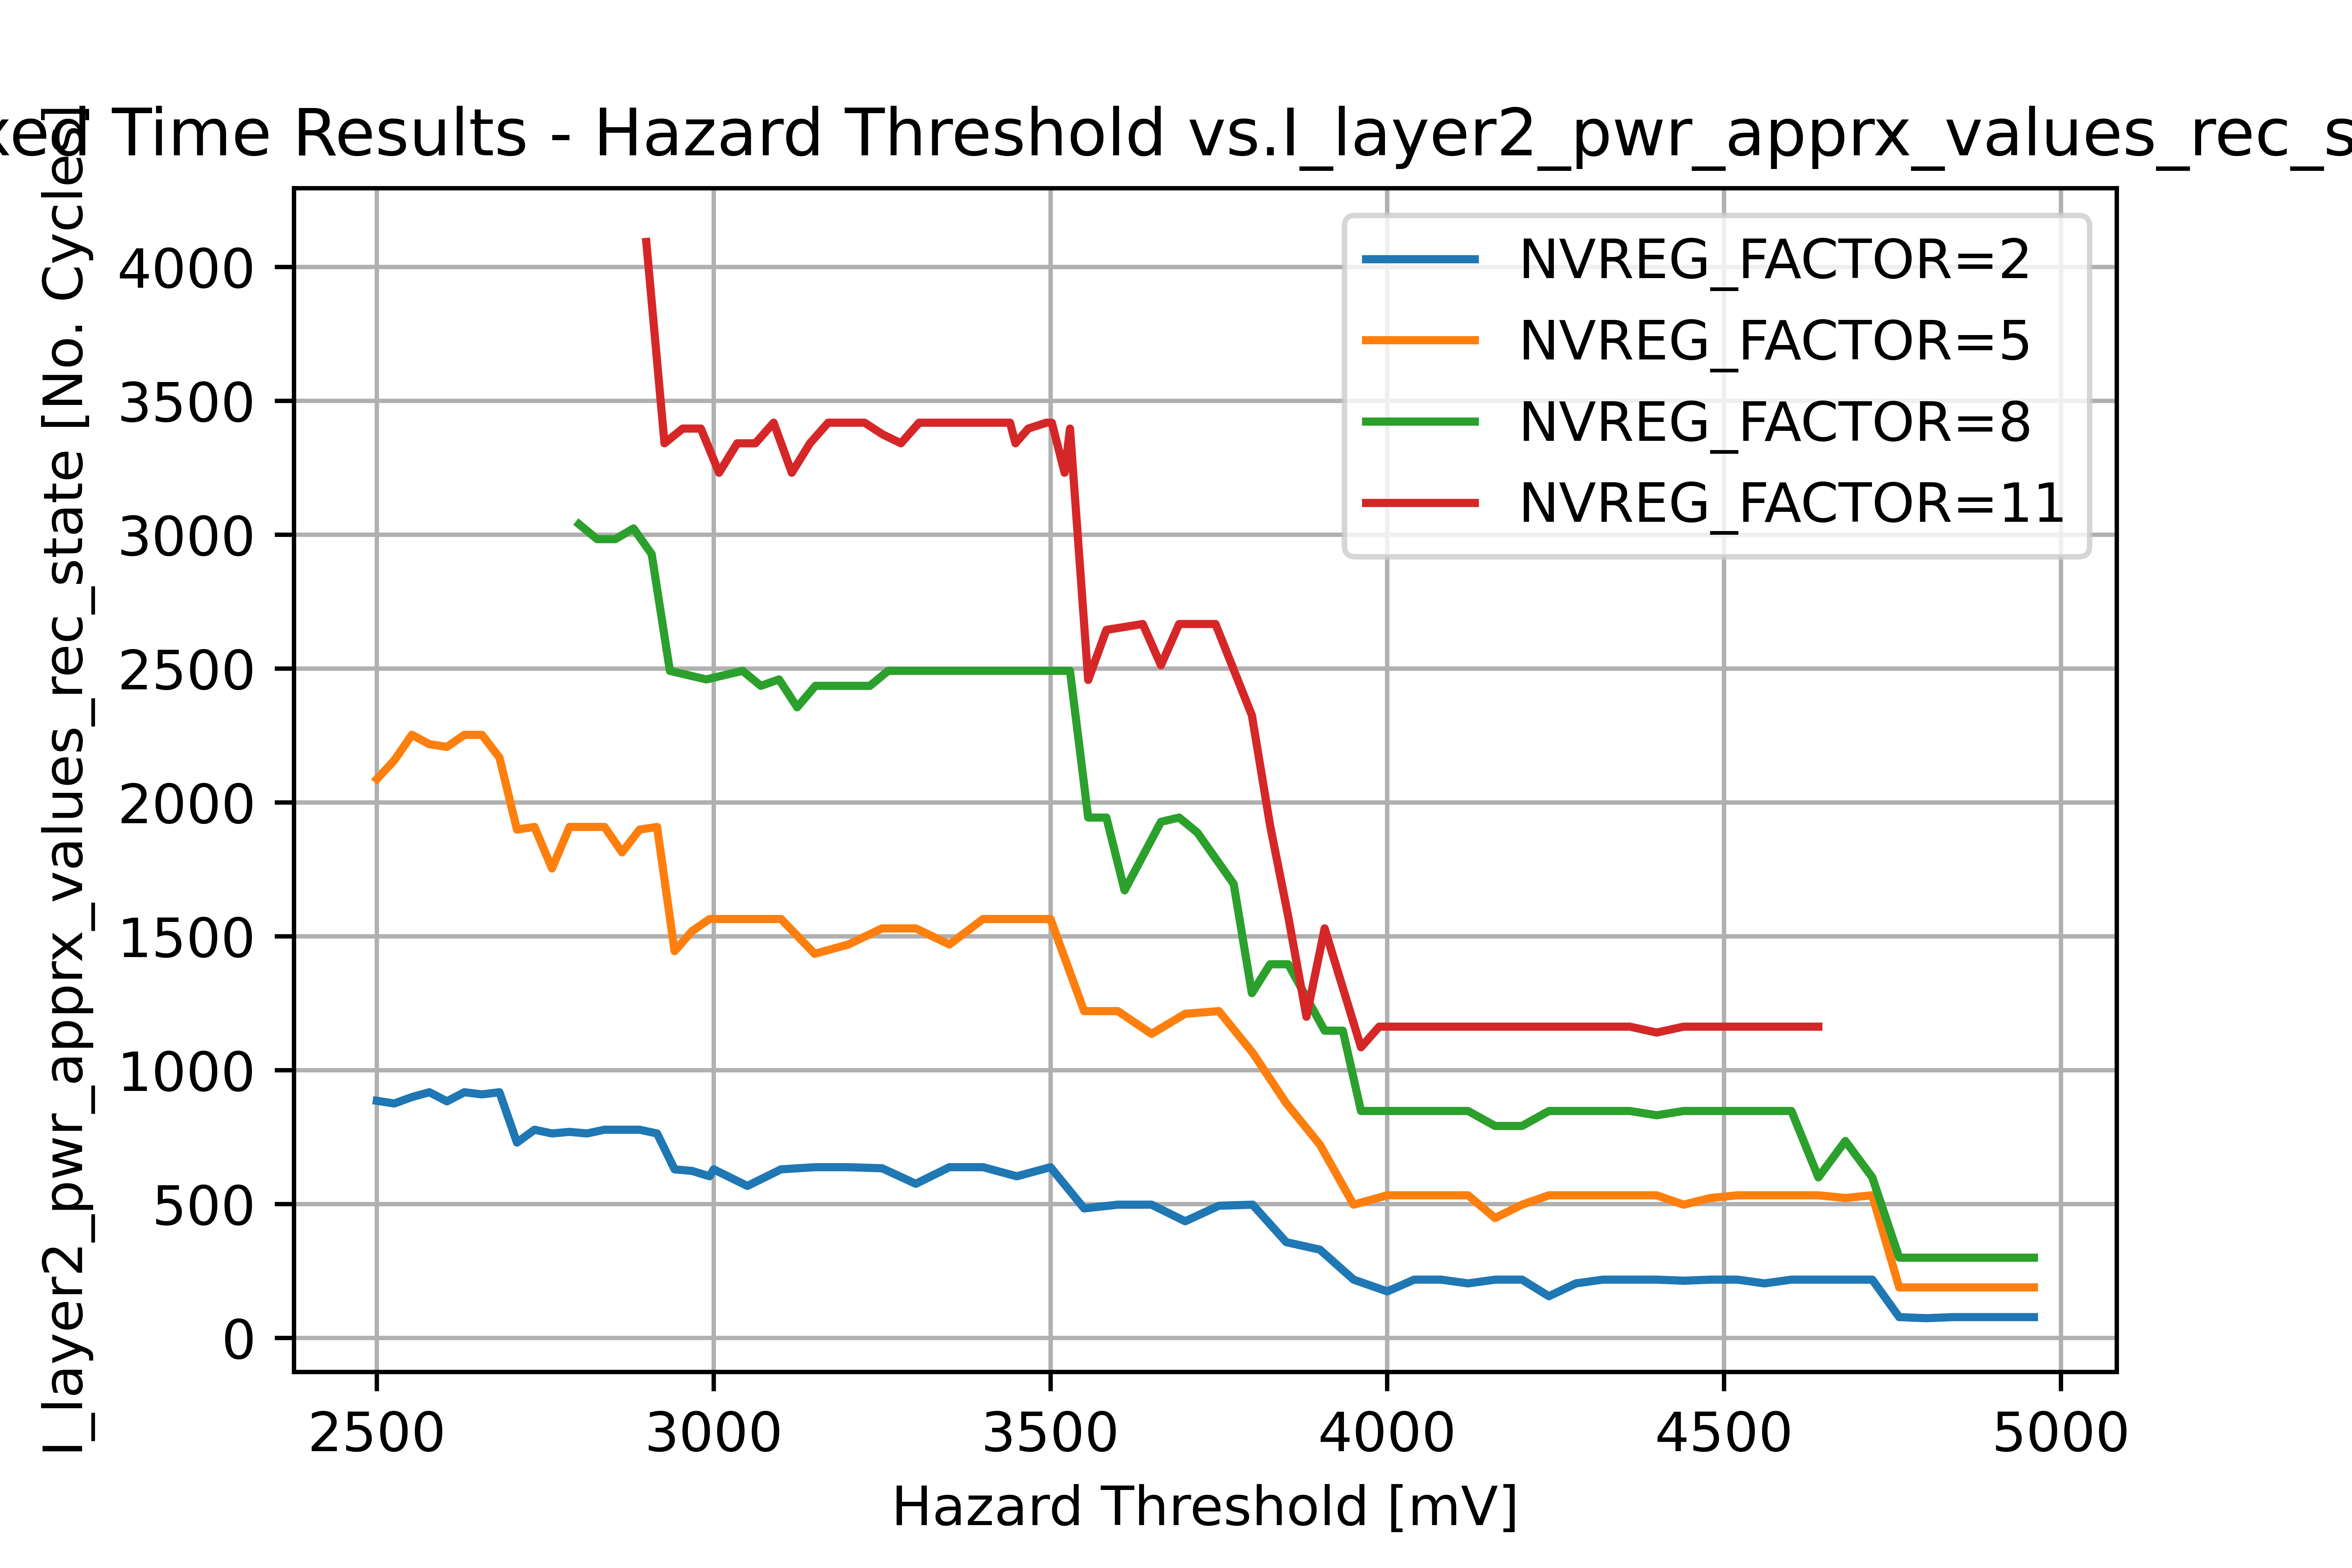 Time Results - Hazard Threshold vs.I_layer2_pwr_apprx_values_rec_s
I_layer2_pwr_apprx_values_rec_state [No. Cycles]
4000
3500
3000
2500
2000
1500
1000
500
0
NVREG_FACTOR=2
NVREG_FACTOR=5
NVREG_FACTOR=8
NVREG_FACTOR=11
2500 3000 3500 4000 4500 5000
Hazard Threshold [mV]